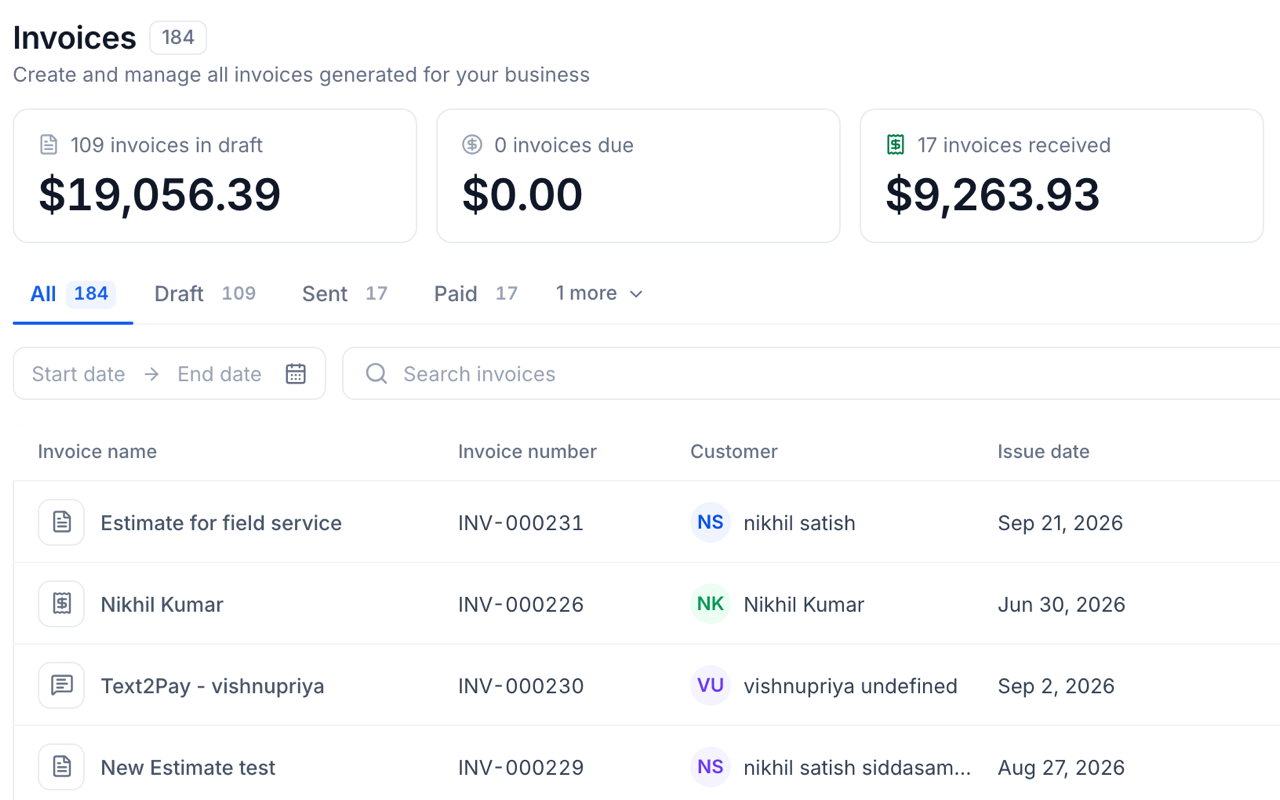 Invoices 184
Create and manage all invoices generated for your business
109 invoices in draft
$19,056.39
0 invoices due
$0.00
17 invoices received
$9,263.93
All 184 Draft 109 Sent 17 Paid 17 1 more
Start date → End date Search invoices
Invoice name Invoice number Customer Issue date
Estimate for field service INV-000231 NS nikhil satish Sep 21, 2026
Nikhil Kumar INV-000226 NK Nikhil Kumar Jun 30, 2026
Text2Pay - vishnupriya INV-000230 VU vishnupriya undefined Sep 2, 2026
New Estimate test INV-000229 NS nikhil satish siddasam... Aug 27, 2026